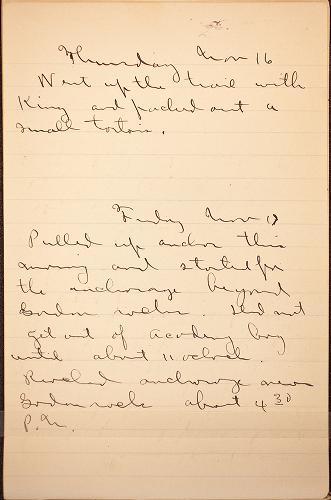 Thursday Nov 16
Went up the trail with
King and packed out a
small tortois.
Friday Nov 17
Pulled up anchor this
morning and started for
the anchorage beyond
Gordon rocks. Did not
get out of Academy bay
until about 11 oclock.
Reached anchorage near
Gordon rocks about 4 30
P.M.